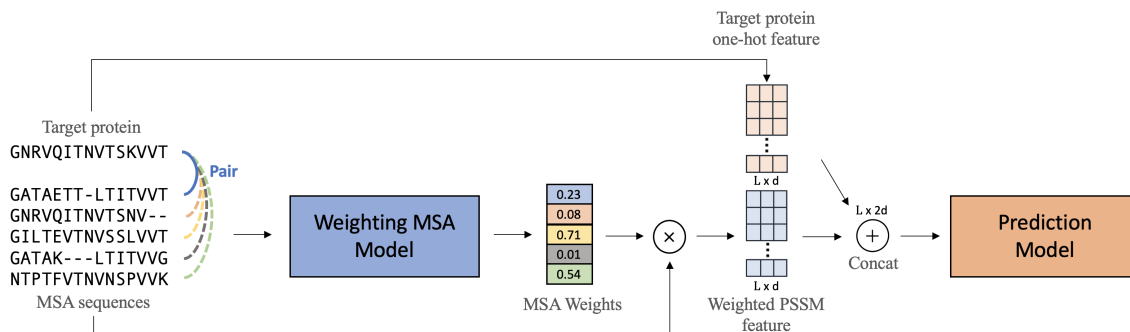 Target protein
one-hot feature
Target protein
GNRVQITNVTSKVVT
Pair
GATAETT-LTITVVT
GNRVQITNVTSNV--
GILTEVTNVSSLVVT
GATAK---LTITVVG
NTPTFVTNVNSPVVK
MSA sequences
Weighting MSA
Model
0.23
0.08
0.71
0.01
0.54
MSA Weights
×
L x d
L x d
Weighted PSSM
feature
L x 2d
+
Concat
Prediction
Model